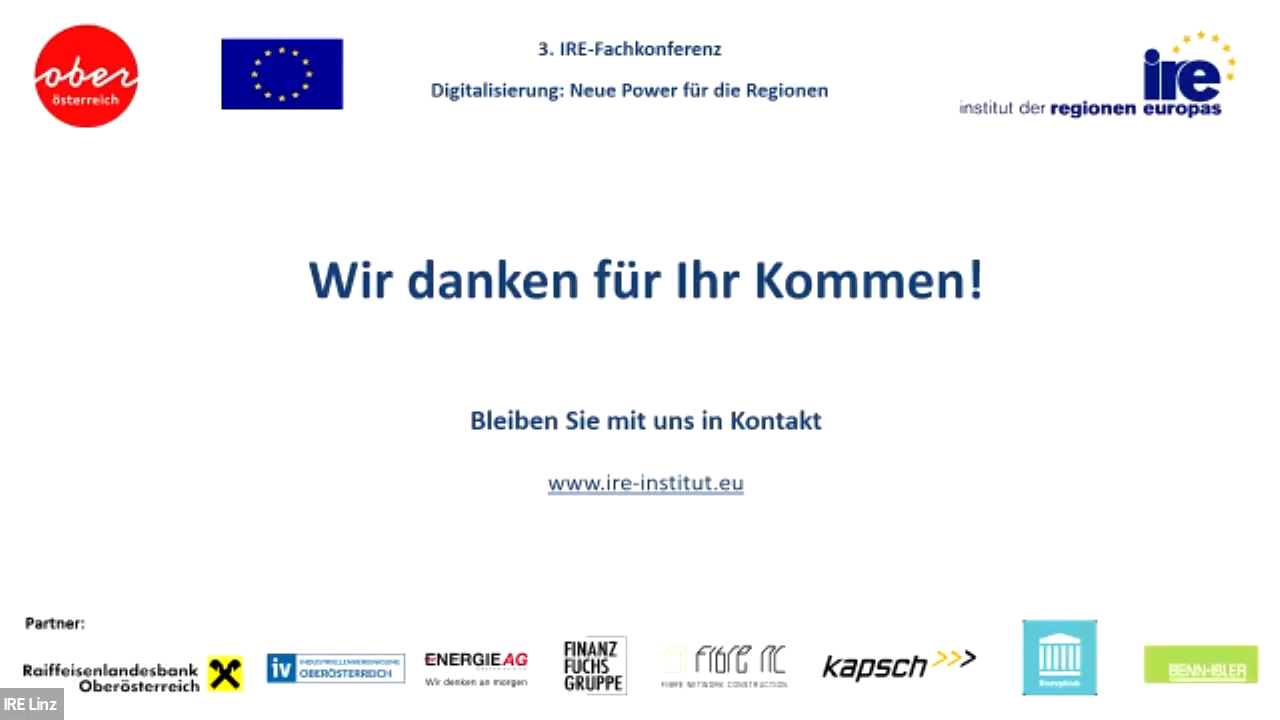 ober
österreich
3. IRE-Fachkonferenz
Digitalisierung: Neue Power für die Regionen
ire
institut der regionen europas
Wir danken für Ihr Kommen!
Bleiben Sie mit uns in Kontakt
www.ire-institut.eu
Partner:
Raiffeisenlandesbank
Oberösterreich
iv
INDUSTRIELLENVEREINIGUNG
OBERÖSTERREICH
ENERGIE AG
Wir denken an morgen
FINANZ
FUCHS
GRUPPE
FIBRE NC
FIBRE NETWORK CONSTRUCTION
kapsch
BENN-IBLER
IRE Linz